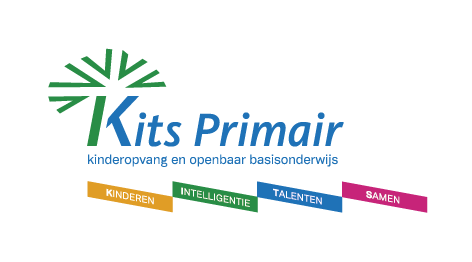 Kits Primair
kinderopvang en openbaar basisonderwijs
KINDEREN INTELLIGENTIE TALENTEN SAMEN